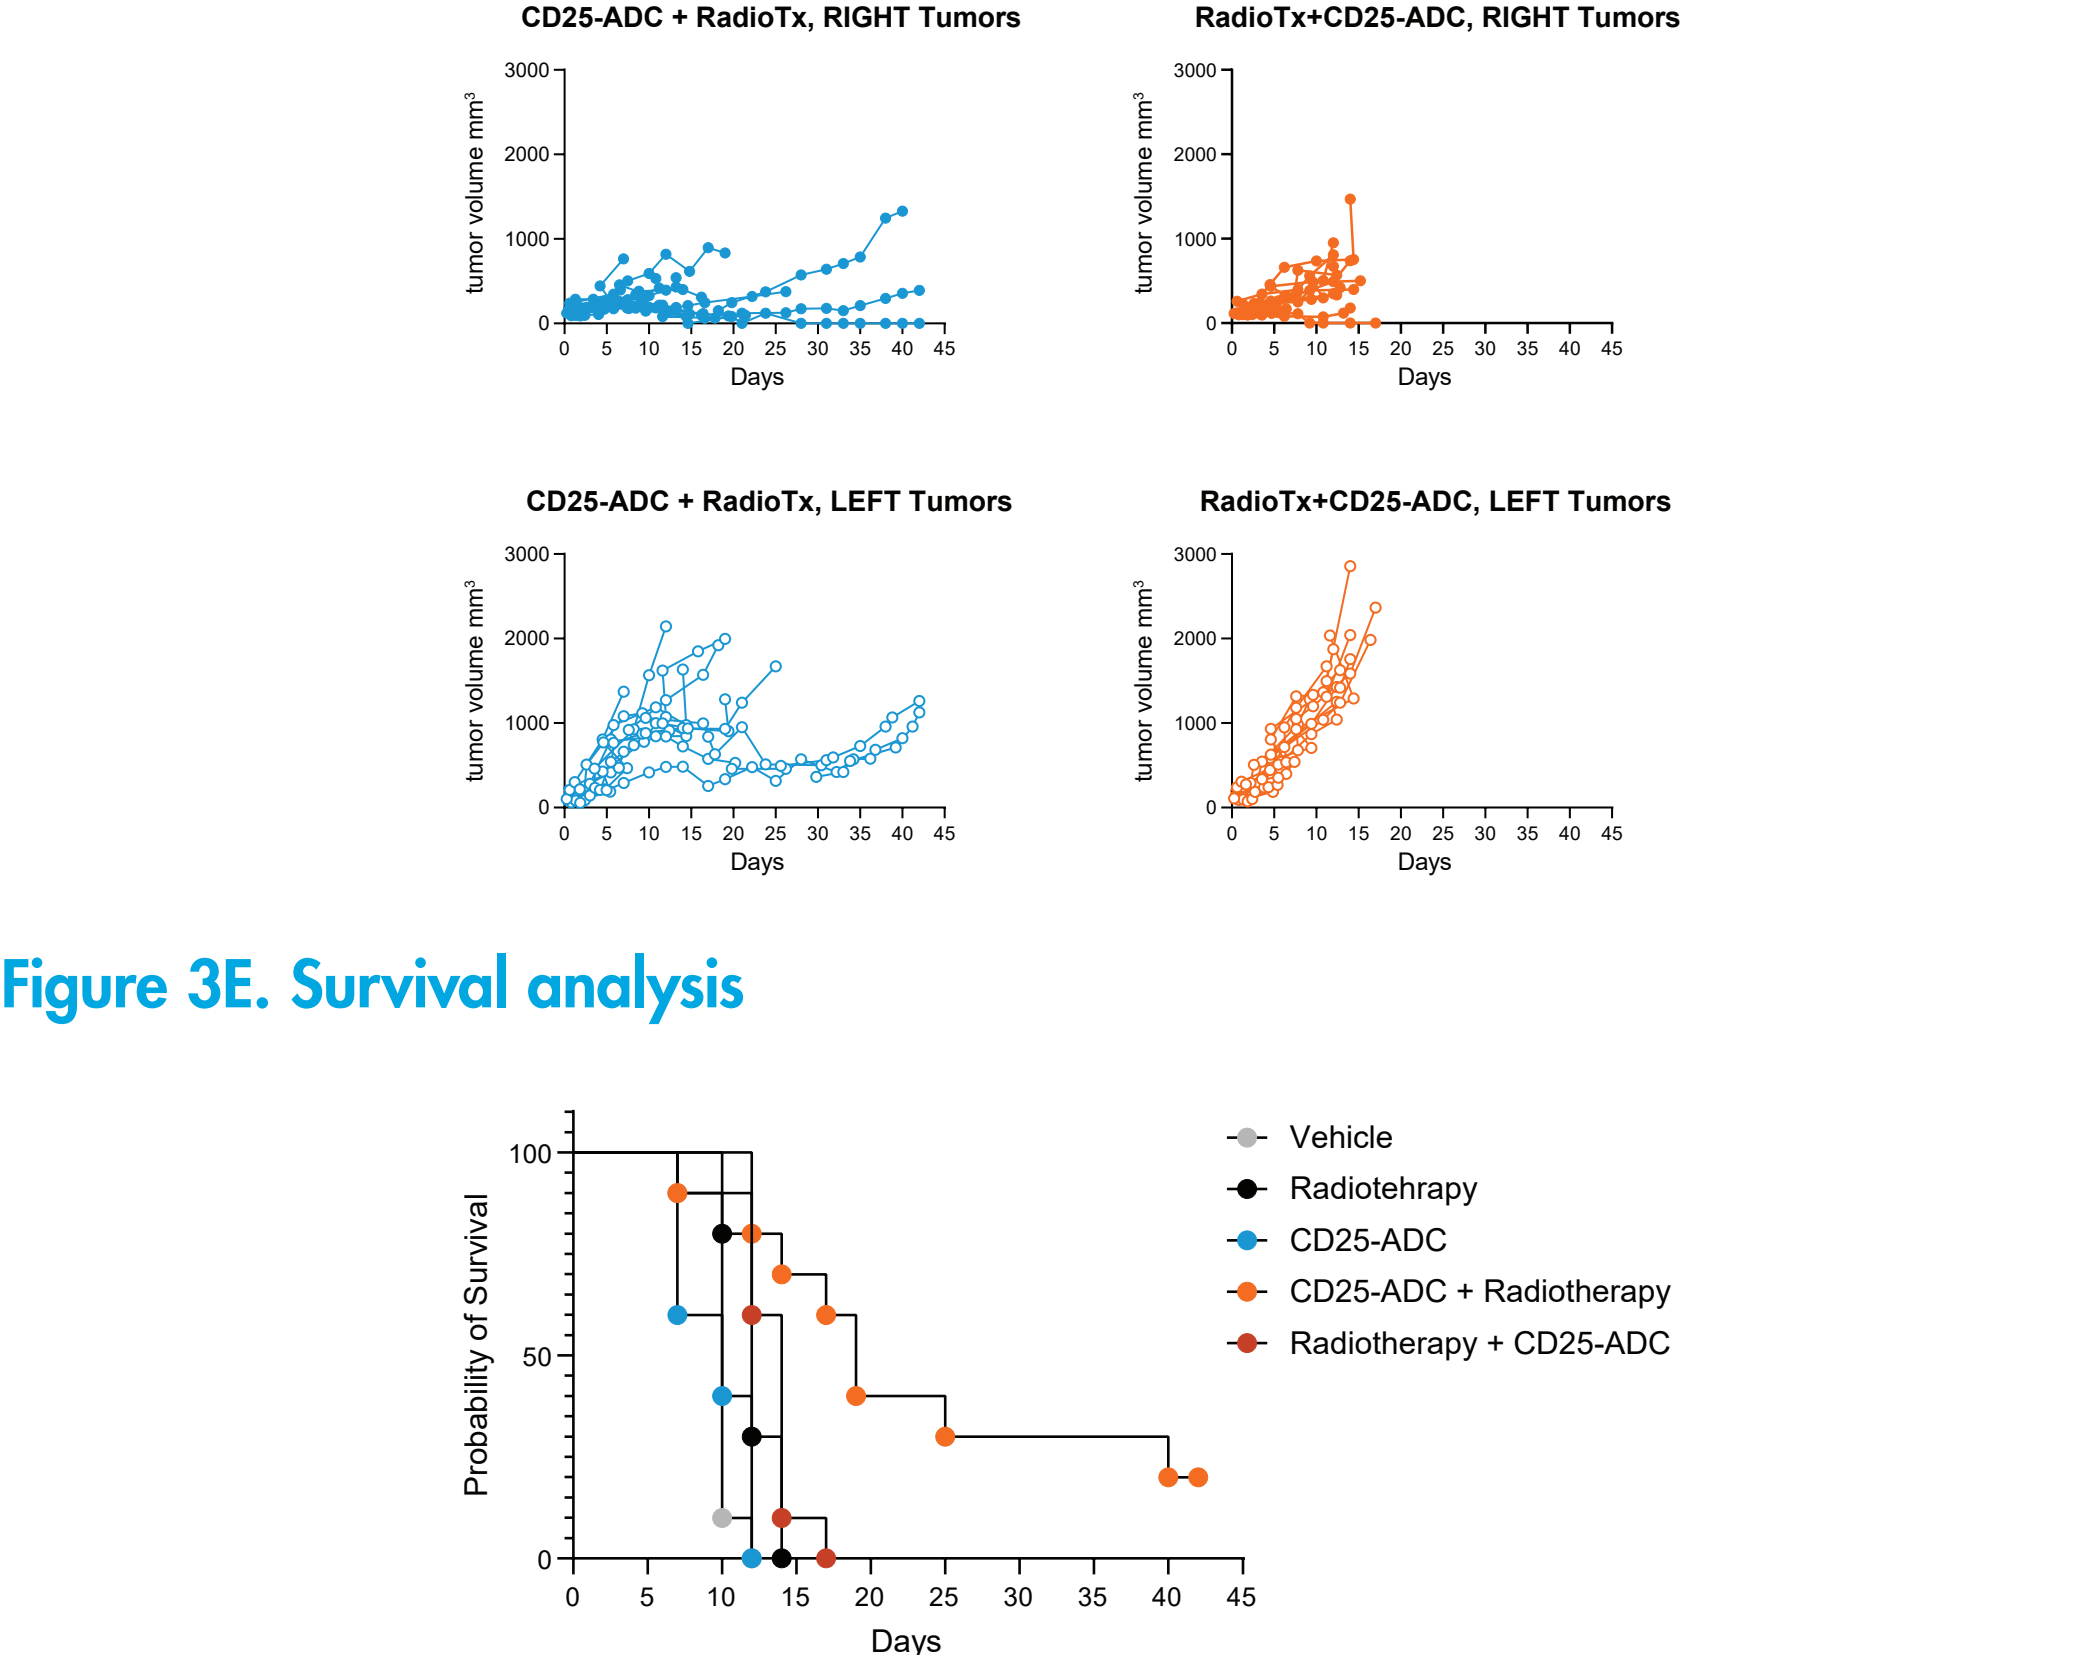 CD25-ADC + RadioTx, RIGHT Tumors
3000
2000
1000
0
tumor volume mm³
0 5 10 15 20 25 30 35 40 45
Days
RadioTx+CD25-ADC, RIGHT Tumors
3000
2000
1000
0
tumor volume mm³
0 5 10 15 20 25 30 35 40 45
Days
CD25-ADC + RadioTx, LEFT Tumors
3000
2000
1000
0
tumor volume mm³
0 5 10 15 20 25 30 35 40 45
Days
RadioTx+CD25-ADC, LEFT Tumors
3000
2000
1000
0
tumor volume mm³
0 5 10 15 20 25 30 35 40 45
Days
Figure 3E. Survival analysis
100
50
0
Probability of Survival
0 5 10 15 20 25 30 35 40 45
Days
Vehicle
Radiotehrapy
CD25-ADC
CD25-ADC + Radiotherapy
Radiotherapy + CD25-ADC